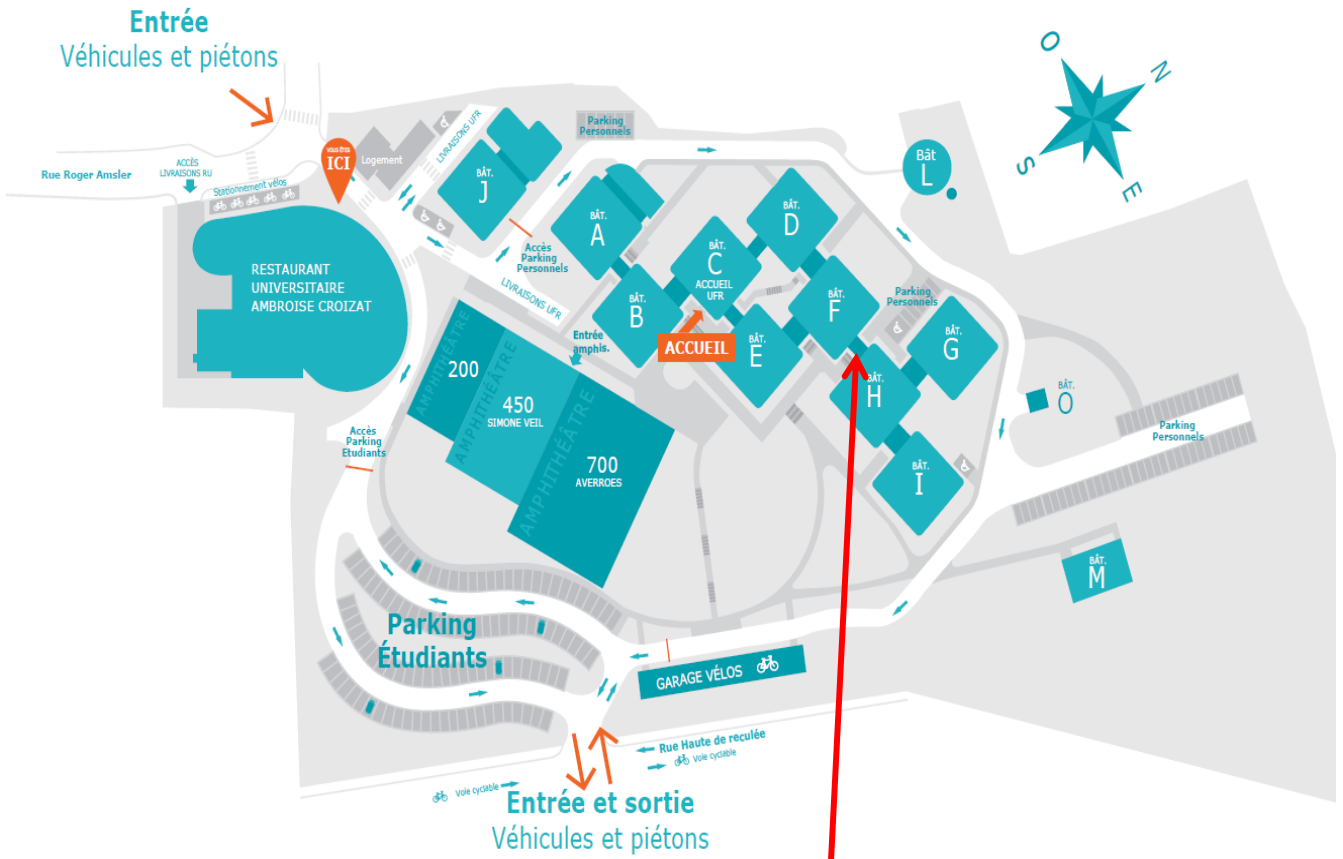 Entrée
Véhicules et piétons
O
N
S
E
Rue Roger Amsler
ACCÈS
LIVRAISONS RU
Stationnement vélos
VOUS ÊTES
ICI
Logement
LIVRAISONS UFR
Parking
Personnels
BÂT.
J
Bât
L
BÂT.
A
BÂT.
D
Accès
Parking
Personnels
BÂT.
C
ACCUEIL
UFR
RESTAURANT
UNIVERSITAIRE
AMBROISE CROIZAT
LIVRAISONS UFR
BÂT.
B
BÂT.
F
Parking
Personnels
BÂT.
G
Entrée
amphis.
ACCUEIL
BÂT.
E
AMPHITHÉÂTRE
200
AMPHITHÉÂTRE
450
SIMONE VEIL
AMPHITHÉÂTRE
700
AVERROES
BÂT.
H
BÂT.
O
Parking
Personnels
Accès
Parking
Etudiants
BÂT.
I
BÂT.
M
Parking
Étudiants
GARAGE VÉLOS
Rue Haute de reculée
Voie cyclable
Voie cyclable
Entrée et sortie
Véhicules et piétons